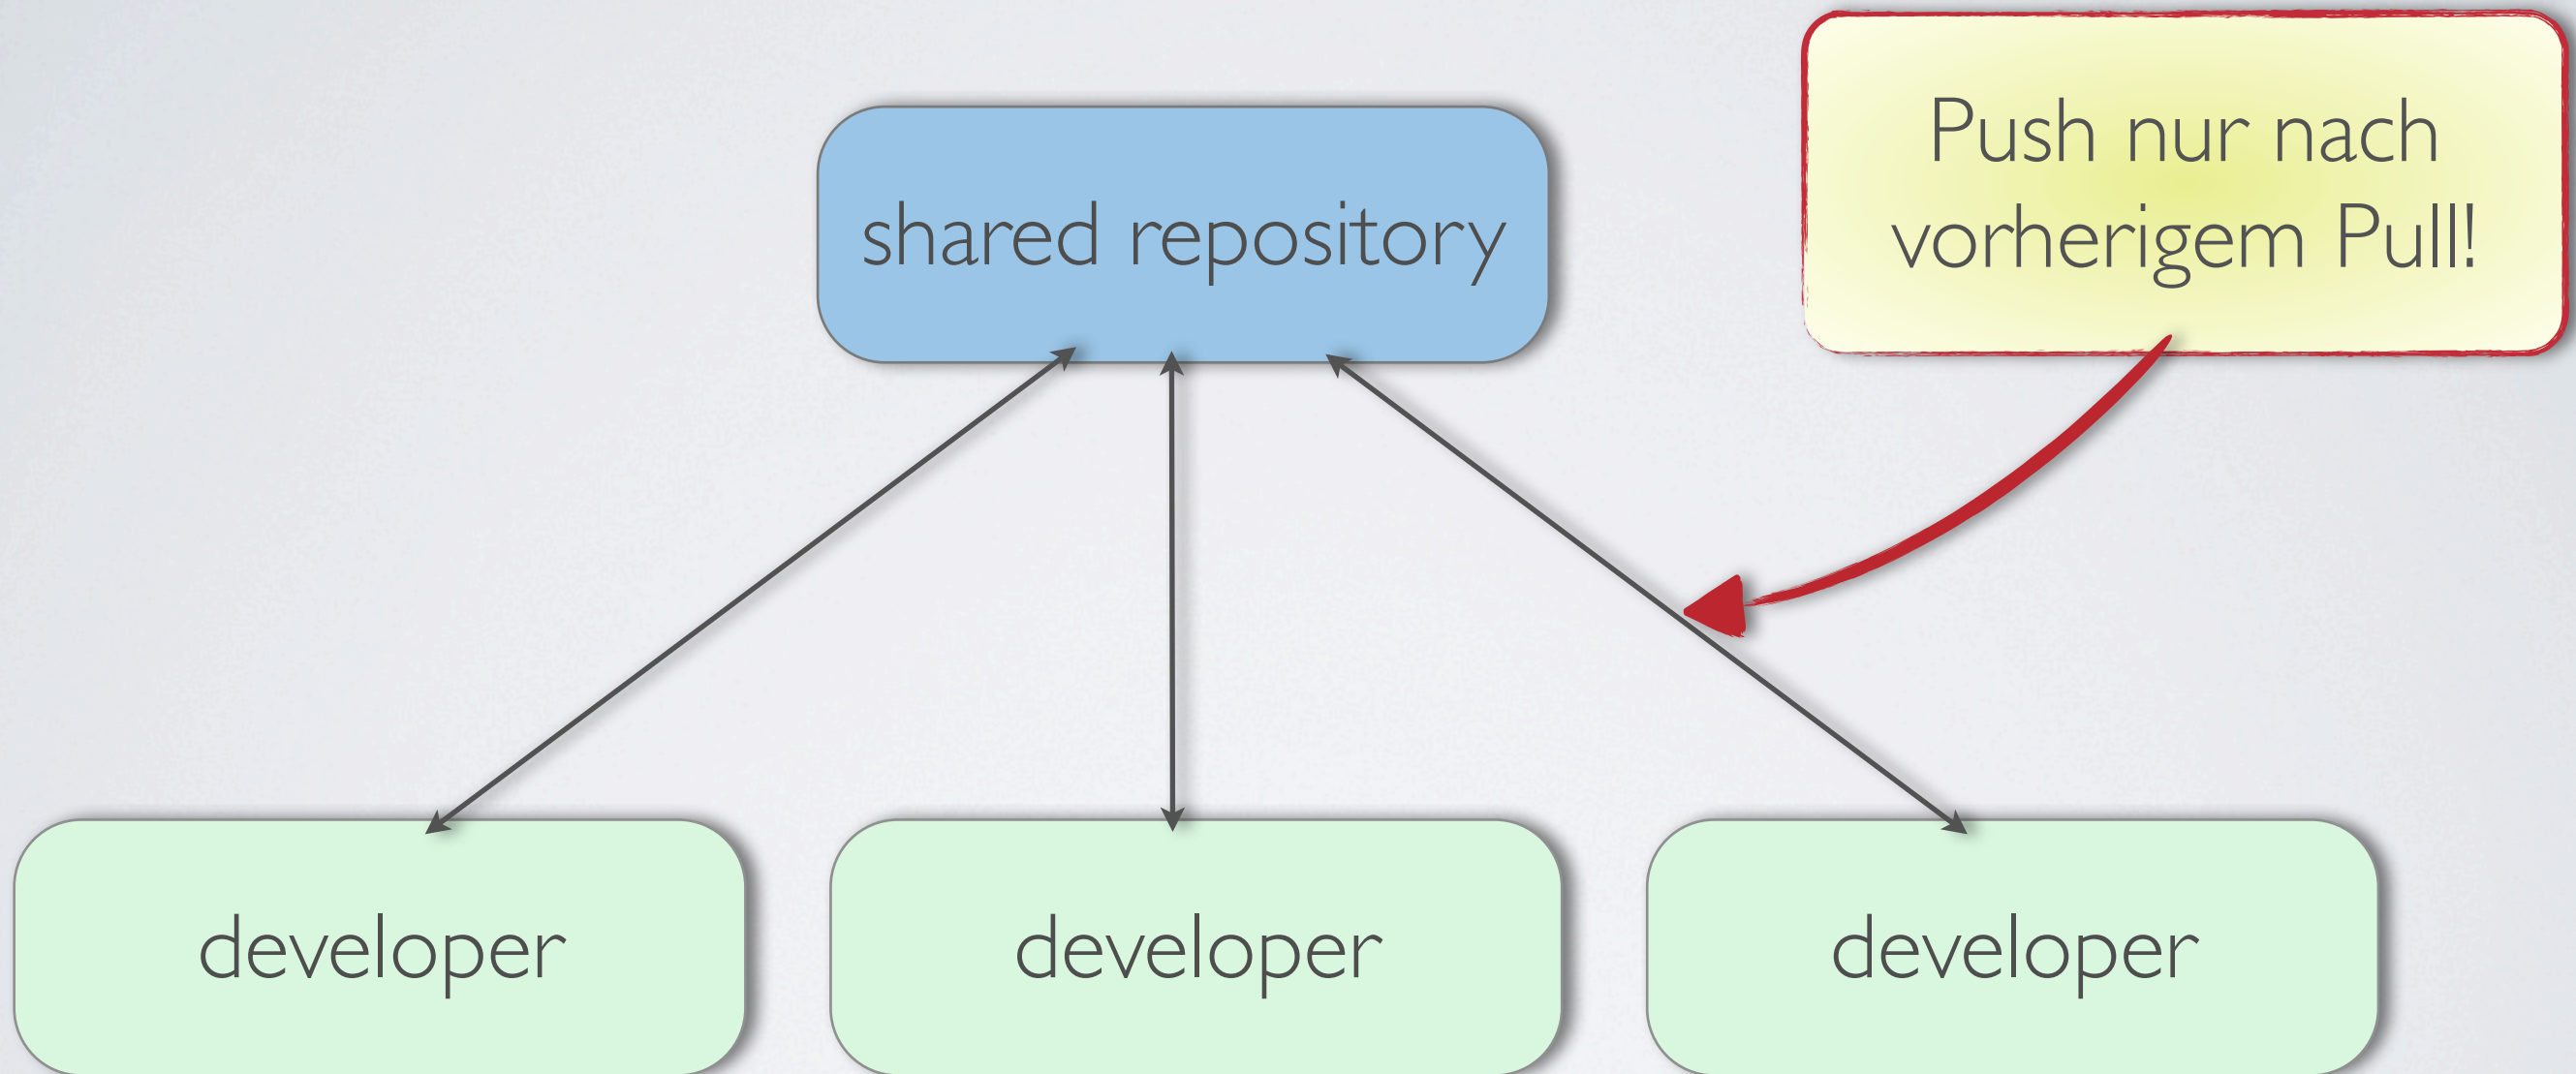 Push nur nach
vorherigem Pull!
shared repository
developer
developer
developer